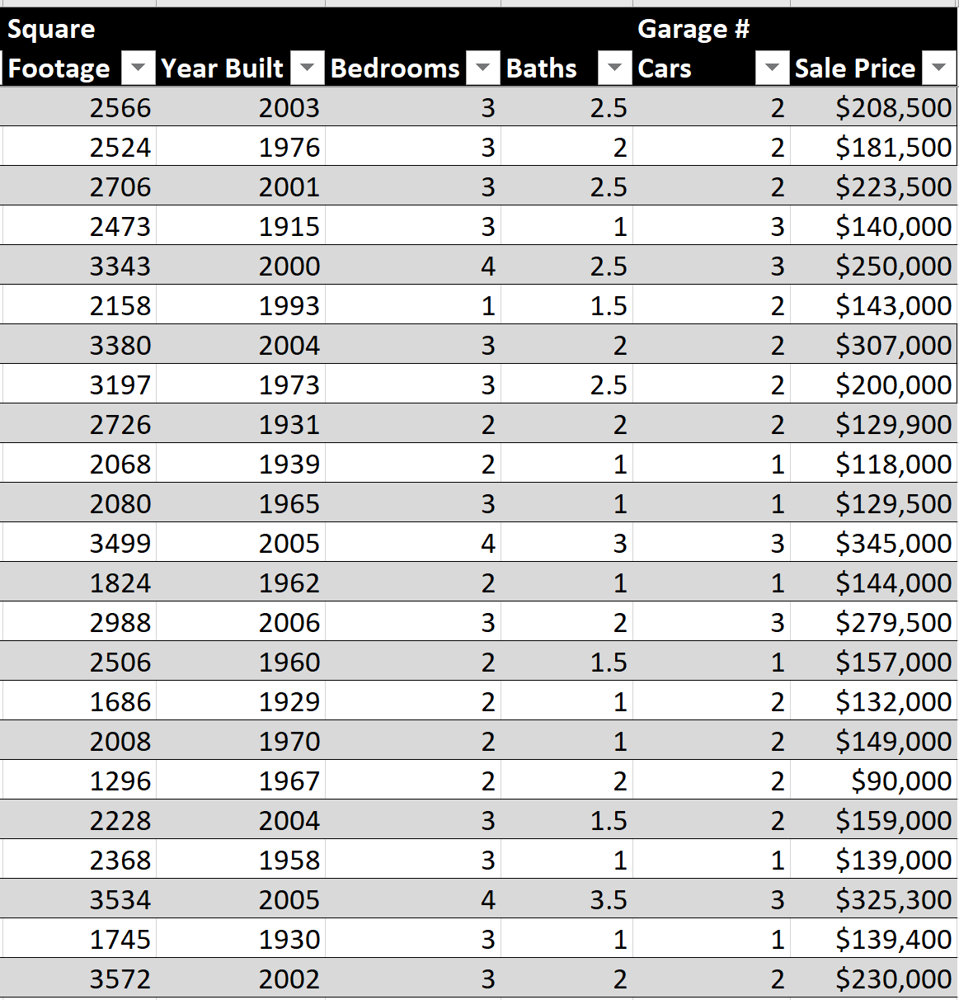 Square Garage #
Footage Year Built Bedrooms Baths Cars Sale Price
2566 2003 3 2.5 2 $208,500
2524 1976 3 2 2 $181,500
2706 2001 3 2.5 2 $223,500
2473 1915 3 1 3 $140,000
3343 2000 4 2.5 3 $250,000
2158 1993 1 1.5 2 $143,000
3380 2004 3 2 2 $307,000
3197 1973 3 2.5 2 $200,000
2726 1931 2 2 2 $129,900
2068 1939 2 1 1 $118,000
2080 1965 3 1 1 $129,500
3499 2005 4 3 3 $345,000
1824 1962 2 1 1 $144,000
2988 2006 3 2 3 $279,500
2506 1960 2 1.5 1 $157,000
1686 1929 2 1 2 $132,000
2008 1970 2 1 2 $149,000
1296 1967 2 2 2 $90,000
2228 2004 3 1.5 2 $159,000
2368 1958 3 1 1 $139,000
3534 2005 4 3.5 3 $325,300
1745 1930 3 1 1 $139,400
3572 2002 3 2 2 $230,000